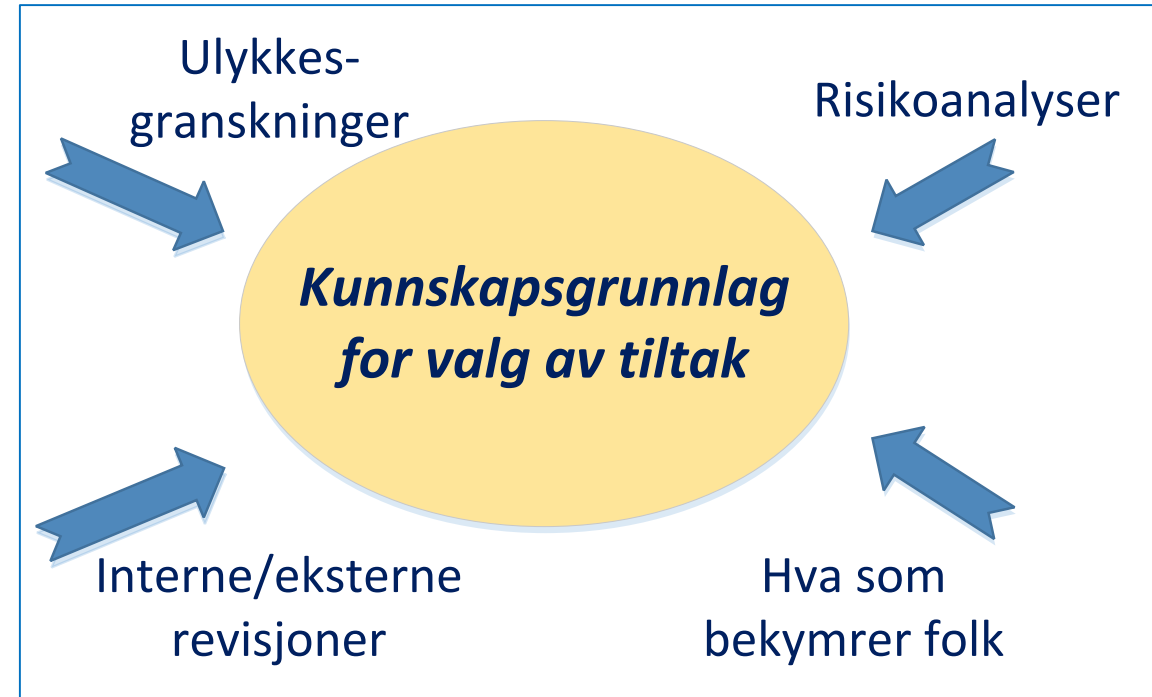 Ulykkes-
granskninger
Risikoanalyser
Kunnskapsgrunnlag
for valg av tiltak
Interne/eksterne
revisjoner
Hva som
bekymrer folk